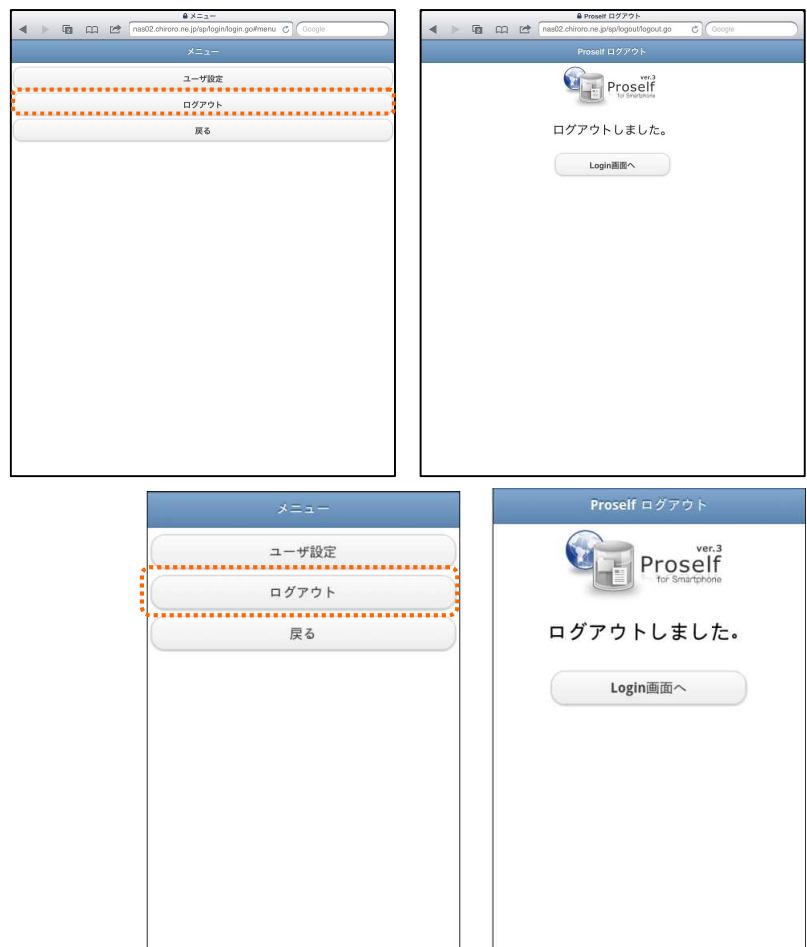 メニュー
nas02.chiroro.ne.jp/sp/login/login.go#menu
Google
メニュー
ユーザ設定
ログアウト
戻る
Proself ログアウト
nas02.chiroro.ne.jp/sp/logout/logout.go
Google
Proself ログアウト
ver.3
Proself
for Smartphone
ログアウトしました。
Login画面へ
メニュー
ユーザ設定
ログアウト
戻る
Proself ログアウト
ver.3
Proself
for Smartphone
ログアウトしました。
Login画面へ